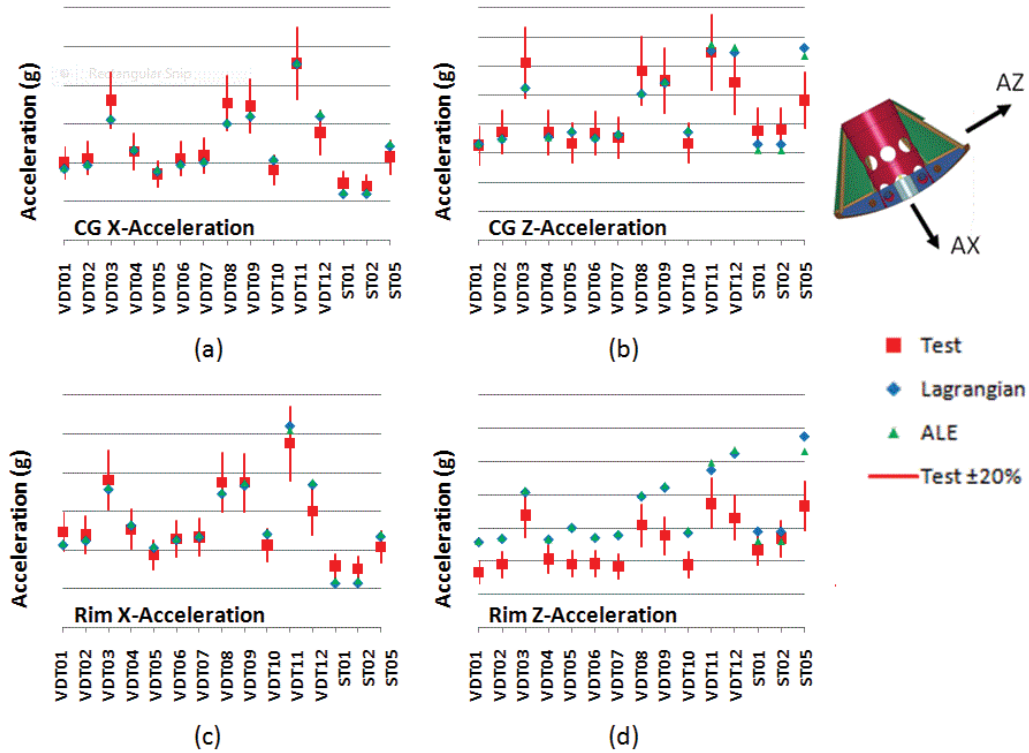 Rectangular Snip
Acceleration (g)
CG X-Acceleration
VDT01
VDT02
VDT03
VDT04
VDT05
VDT06
VDT07
VDT08
VDT09
VDT10
VDT11
VDT12
ST01
ST02
ST05
(a)
Acceleration (g)
CG Z-Acceleration
VDT01
VDT02
VDT03
VDT04
VDT05
VDT06
VDT07
VDT08
VDT09
VDT10
VDT11
VDT12
ST01
ST02
ST05
(b)
AZ
AX
Test
Lagrangian
ALE
Test ±20%
Acceleration (g)
Rim X-Acceleration
VDT01
VDT02
VDT03
VDT04
VDT05
VDT06
VDT07
VDT08
VDT09
VDT10
VDT11
VDT12
ST01
ST02
ST05
(c)
Acceleration (g)
Rim Z-Acceleration
VDT01
VDT02
VDT03
VDT04
VDT05
VDT06
VDT07
VDT08
VDT09
VDT10
VDT11
VDT12
ST01
ST02
ST05
(d)